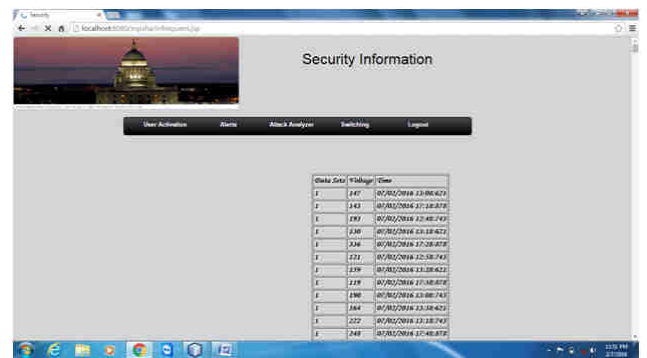 Security
localhost:8080/
Security Information
User Activation Alerts Attack Analyzer Switching Logout
Data Sets Voltage Time
1 147 07/02/2016 13:08:621
1 143 07/02/2016 17:18:878
1 193 07/02/2016 12:48:743
1 130 07/02/2016 13:18:621
1 336 07/02/2016 17:28:878
1 121 07/02/2016 12:58:743
1 139 07/02/2016 13:28:621
1 119 07/02/2016 17:38:878
1 190 07/02/2016 13:08:743
1 164 07/02/2016 13:38:621
1 222 07/02/2016 13:18:743
1 248 07/02/2016 17:48:878
2/7/2016